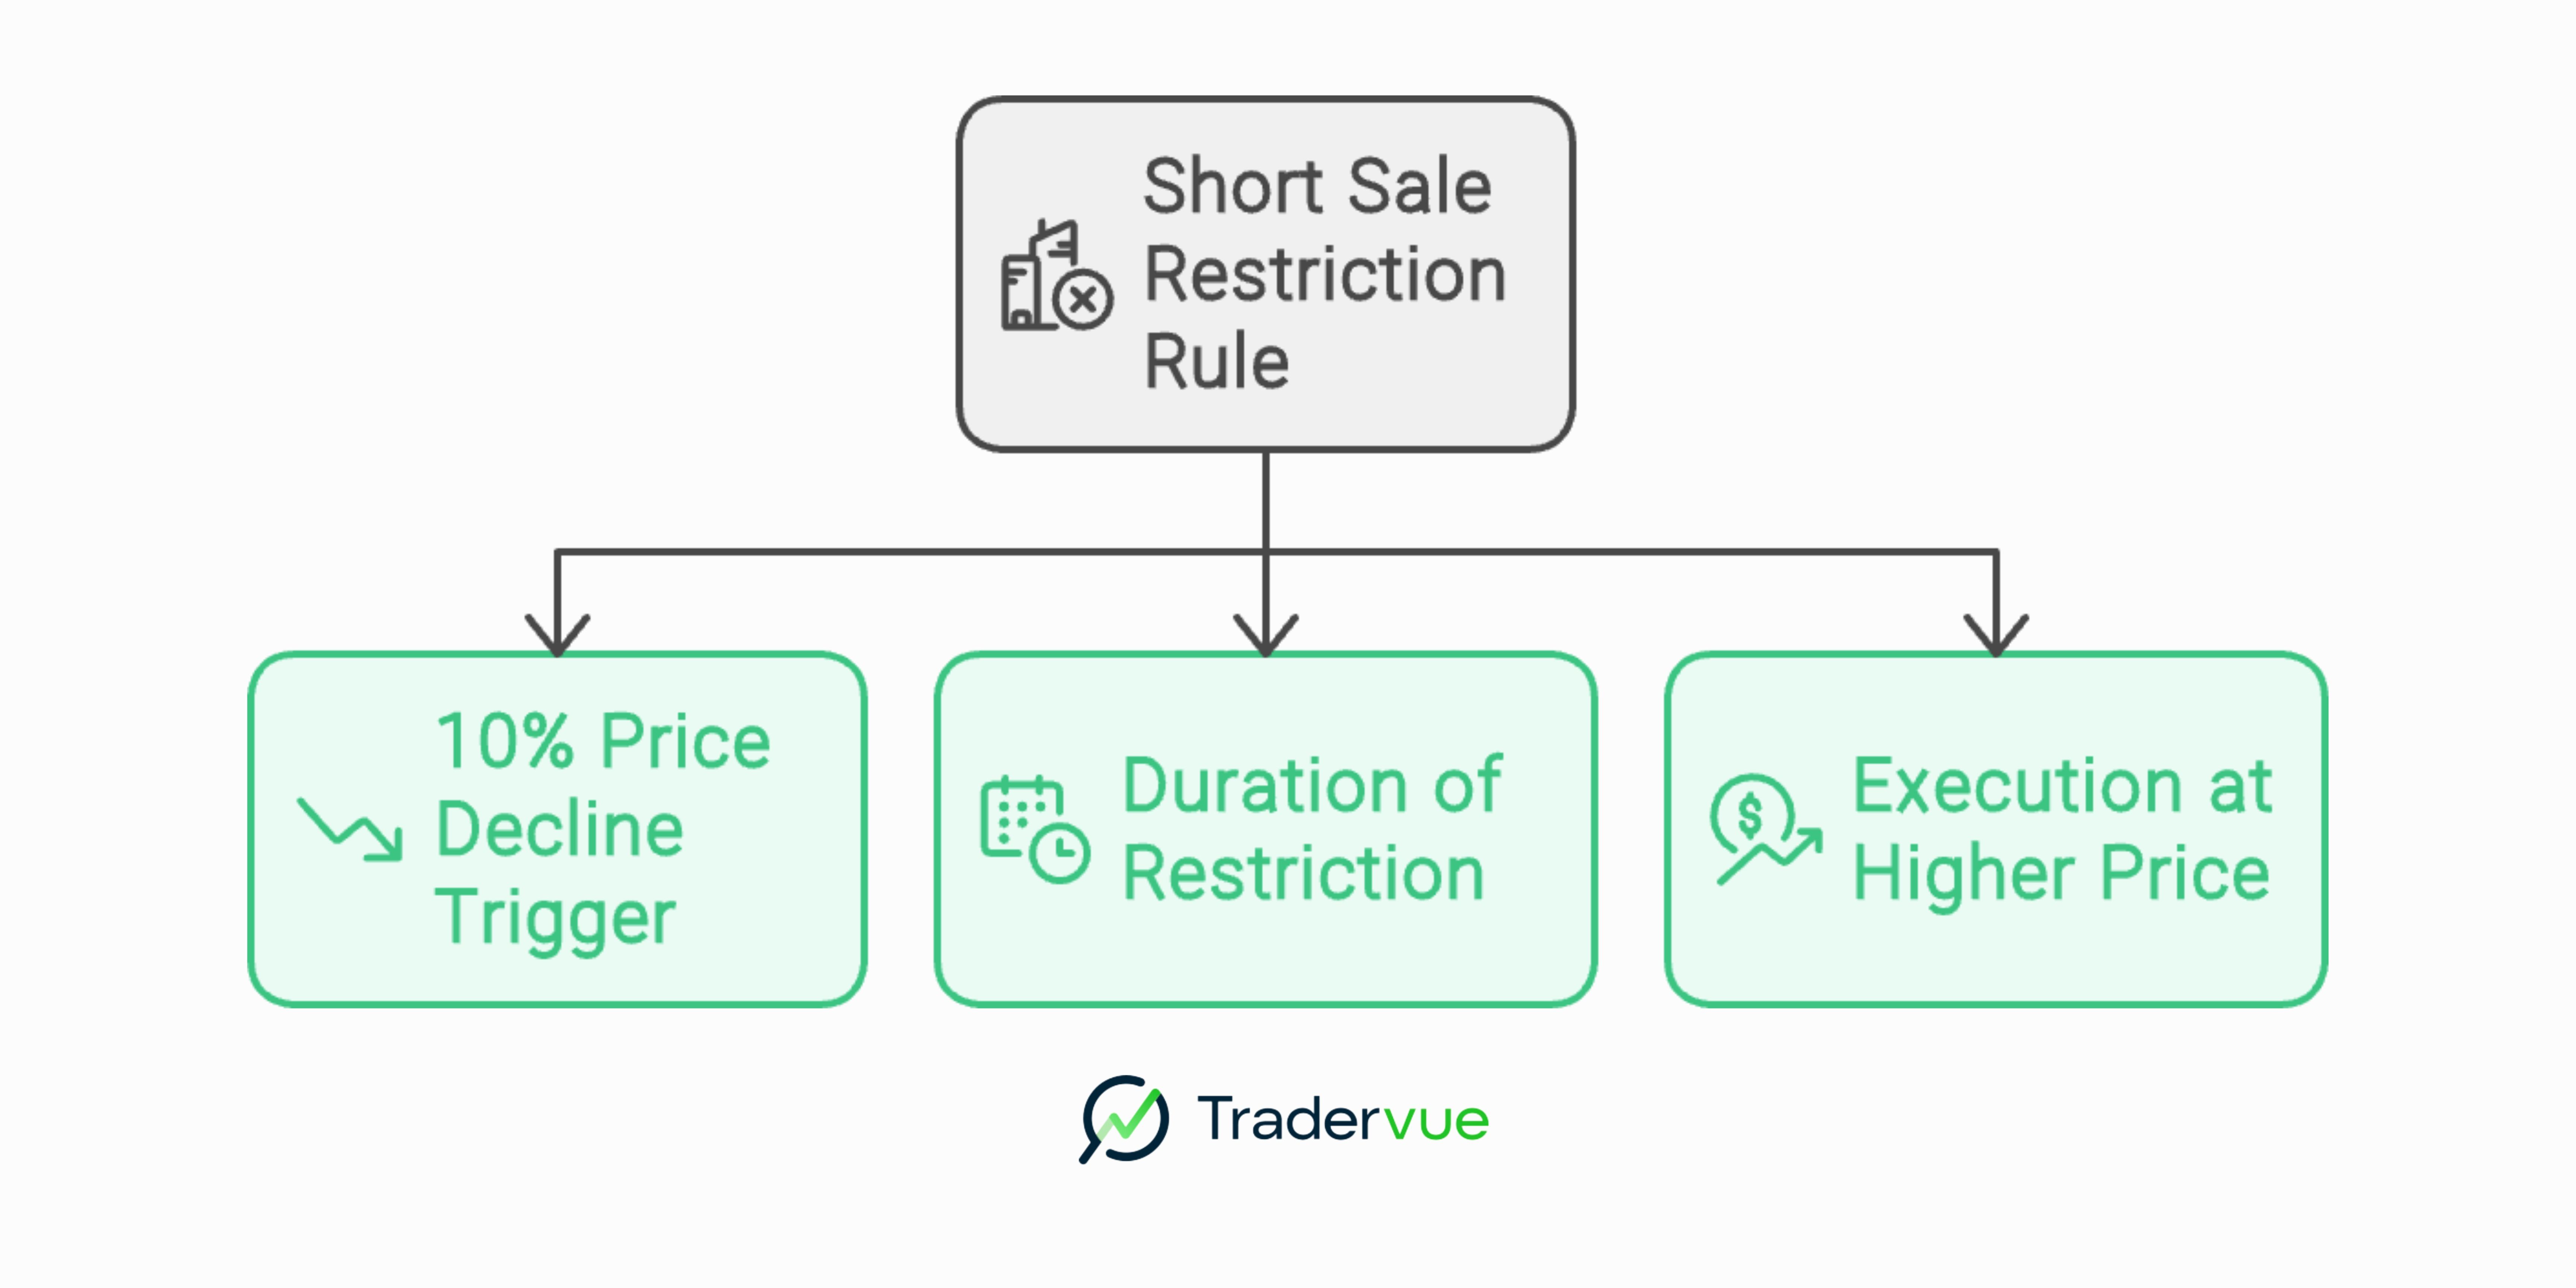 Short Sale
Restriction
Rule
10% Price
Decline
Trigger
Duration of
Restriction
Execution at
Higher Price
Tradervue